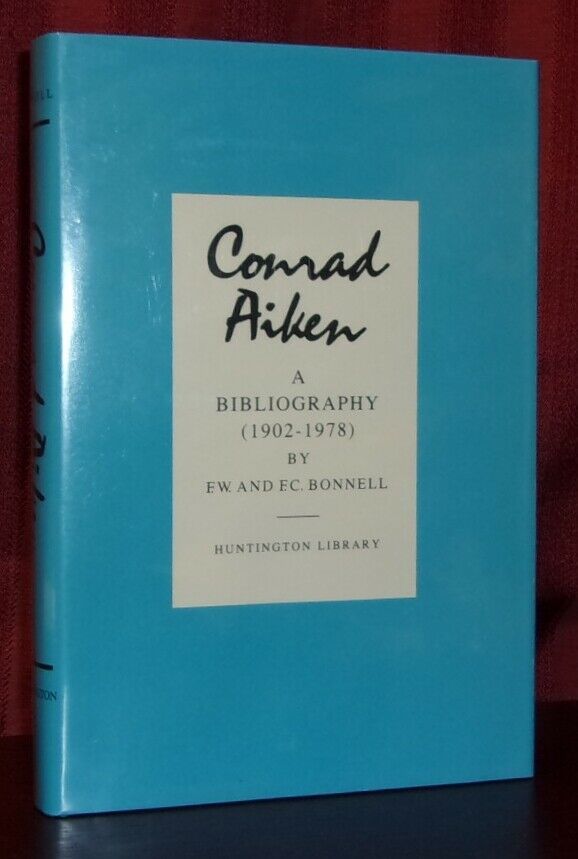 Conrad
Aiken
A
BIBLIOGRAPHY
(1902-1978)
BY
F.W. AND F.C. BONNELL
HUNTINGTON LIBRARY